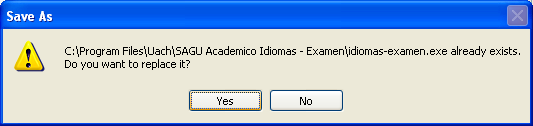 Save As
C:\Program Files\Uach\SAGU Academico Idiomas - Examen\idiomas-examen.exe already exists.
Do you want to replace it?
Yes
No